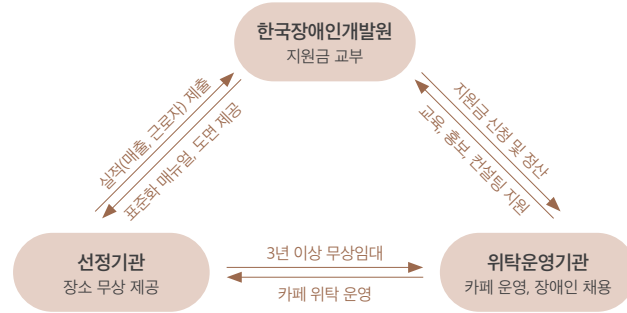 한국장애인개발원
지원금 교부
실적(매출, 근로자) 제출
표준화 매뉴얼, 도면 제공
지원금 신청 및 정산
교육, 홍보, 컨설팅 지원
선정기관
장소 무상 제공
3년 이상 무상임대
카페 위탁 운영
위탁운영기관
카페 운영, 장애인 채용